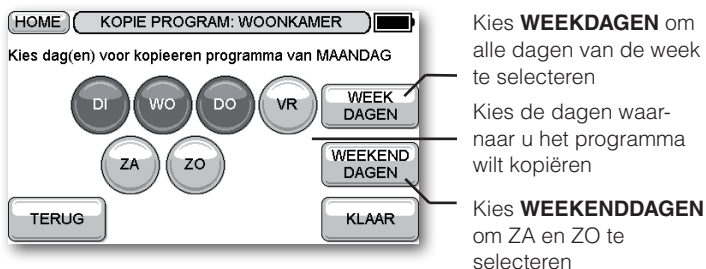 HOME KOPIE PROGRAM: WOONKAMER
Kies dag(en) voor kopieeren programma van MAANDAG
DI WO DO VR WEEK
DAGEN
ZA ZO WEEKEND
DAGEN
TERUG KLAAR
Kies WEEKDAGEN om
alle dagen van de week
te selecteren
Kies de dagen waar-
naar u het programma
wilt kopiëren
Kies WEEKENDDAGEN
om ZA en ZO te
selecteren